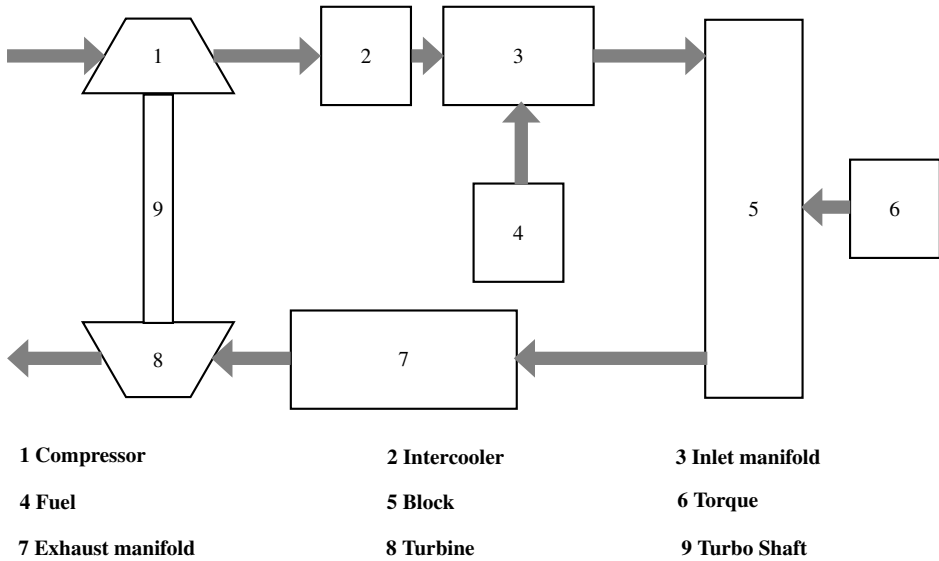 1
2
3
9
4
5
6
8
7
1 Compressor
2 Intercooler
3 Inlet manifold
4 Fuel
5 Block
6 Torque
7 Exhaust manifold
8 Turbine
9 Turbo Shaft